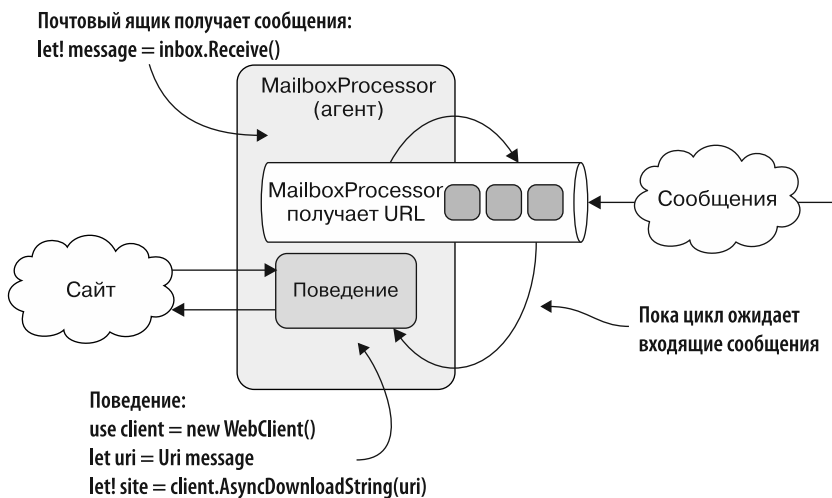 Почтовый ящик получает сообщения:
let! message = inbox.Receive()
MailboxProcessor
(агент)
MailboxProcessor
получает URL
Сообщения
Сайт
Поведение
Пока цикл ожидает
входящие сообщения
Поведение:
use client = new WebClient()
let uri = Uri message
let! site = client.AsyncDownloadString(uri)